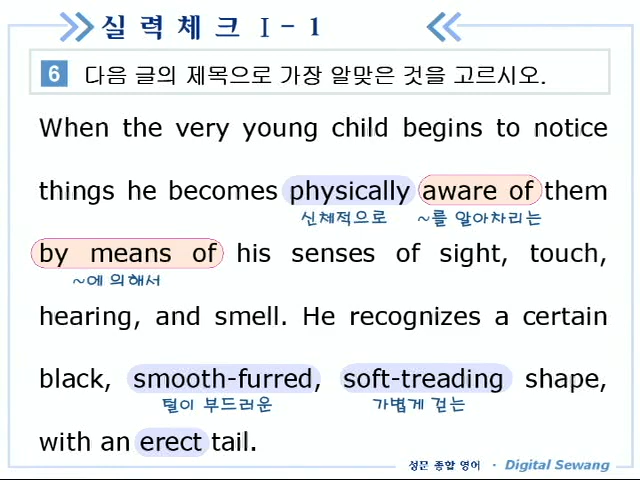 실력체크 I - 1
6 다음 글의 제목으로 가장 알맞은 것을 고르시오.
When the very young child begins to notice
things he becomes physically aware of them
신체적으로 ~를 알아차리는
by means of his senses of sight, touch,
~에 의해서
hearing, and smell. He recognizes a certain
black, smooth-furred, soft-treading shape,
털이 부드러운 가볍게 걷는
with an erect tail.
성문 종합 영어 · Digital Sewang